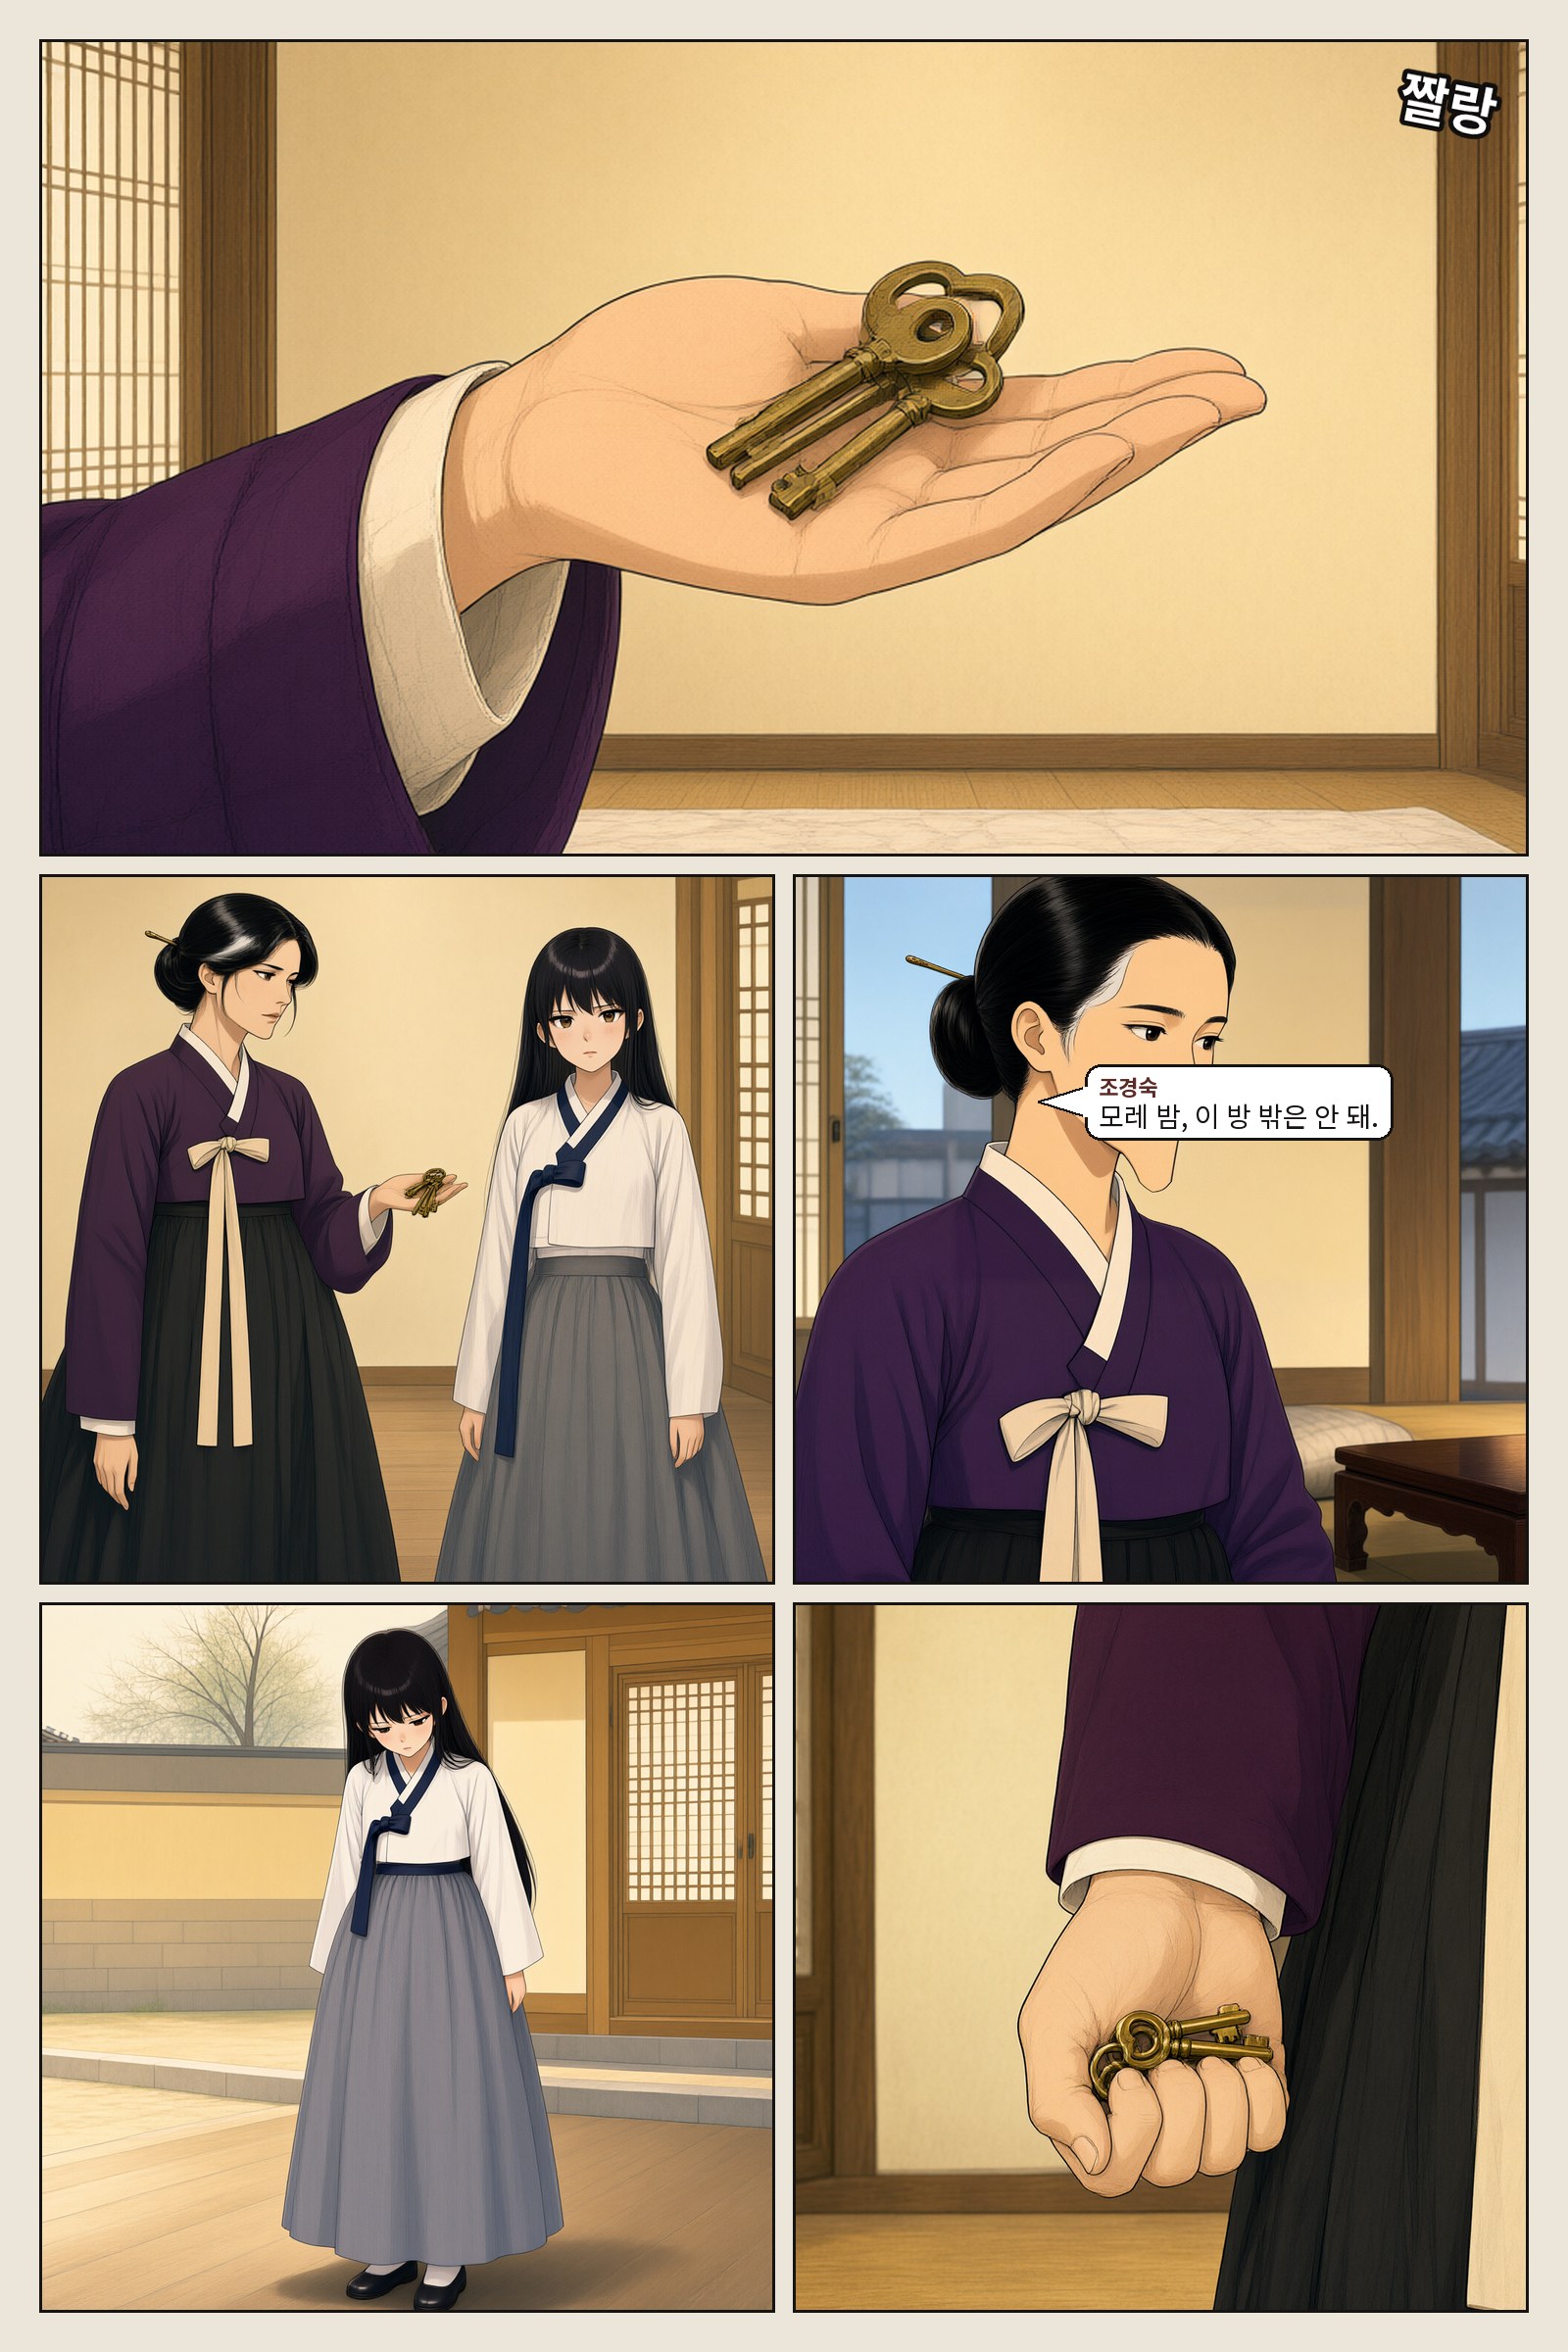 짤랑
조경숙
모레 밤, 이 방 밖은 안 돼.